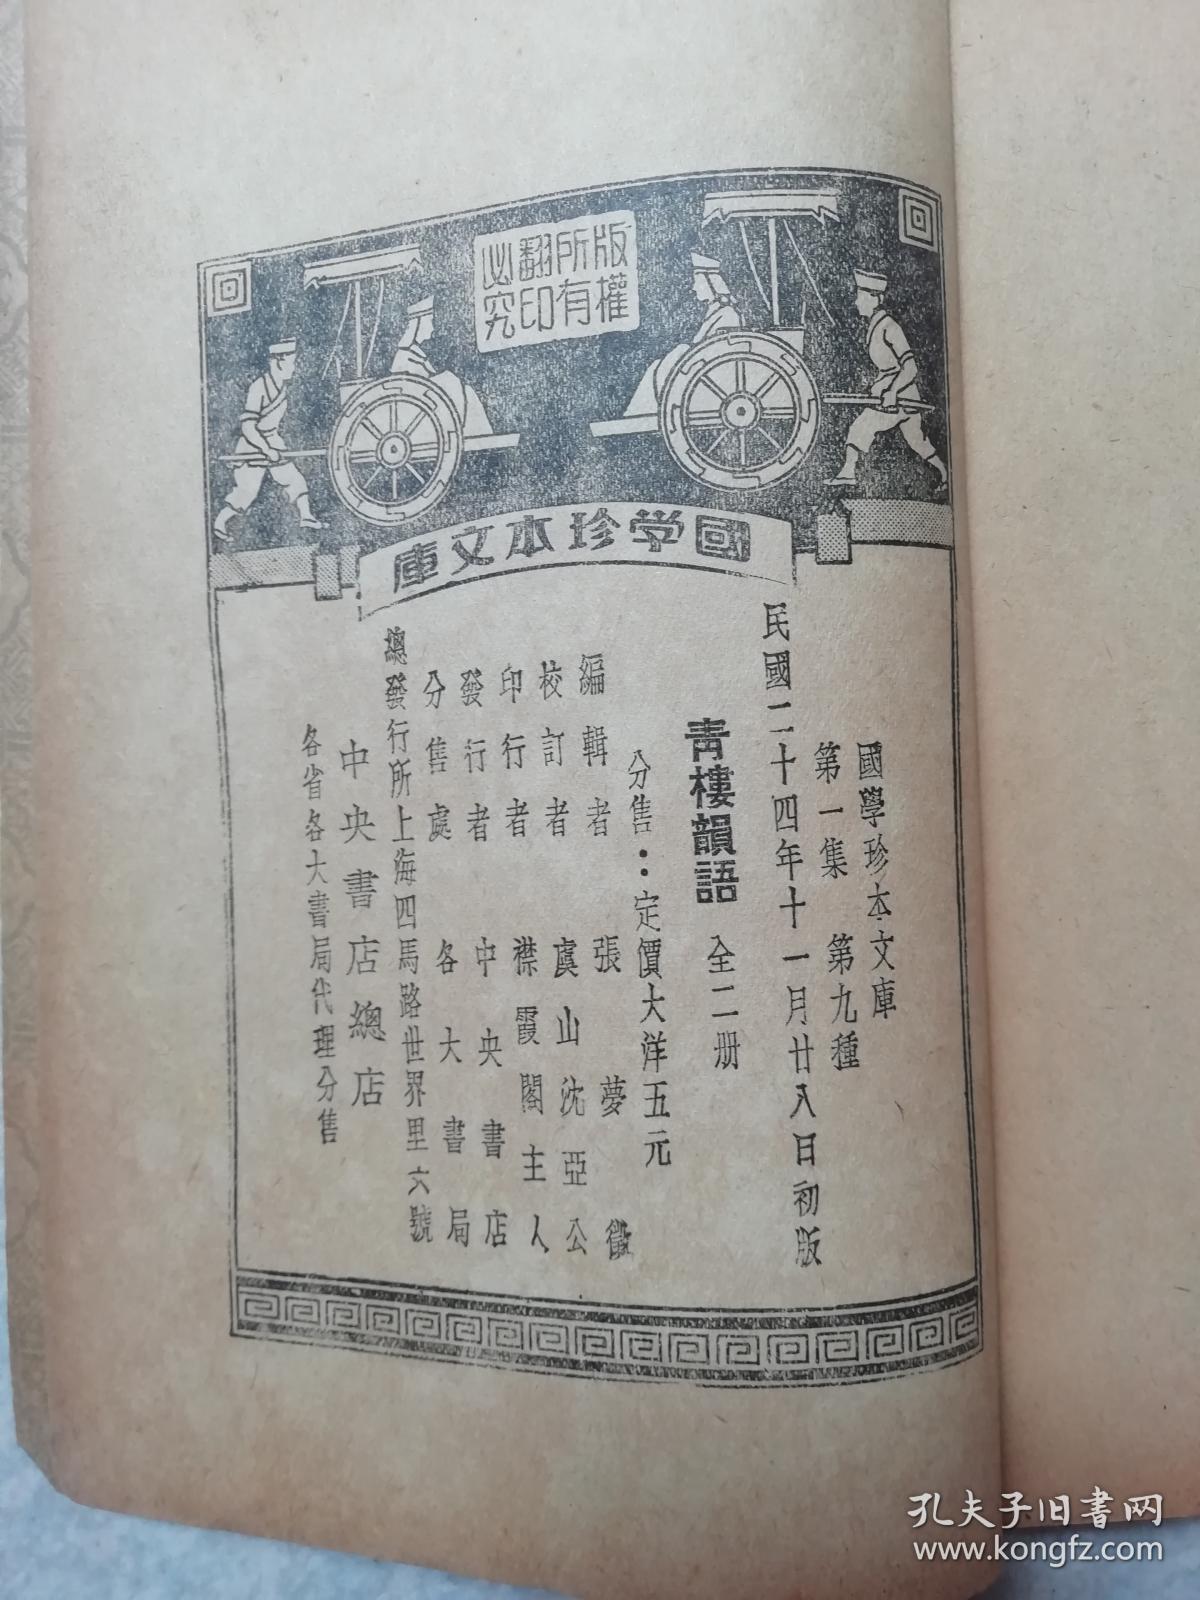 版權
所有
翻印
必究
國学珍本文庫
國學珍本文庫
第一集 第九種
民國二十四年十一月廿八日初版
青樓韻語 全二册
分售··定價大洋五元
編輯者 張夢徵
校訂者 虞山沈亞公
印行者 襟霞閣主人
發行者 中央書店
分售處 各大書局
總發行所上海四馬路世界里六號
中央書店總店
各省各大書局代理分售
孔夫子旧书网
www.kongfz.com